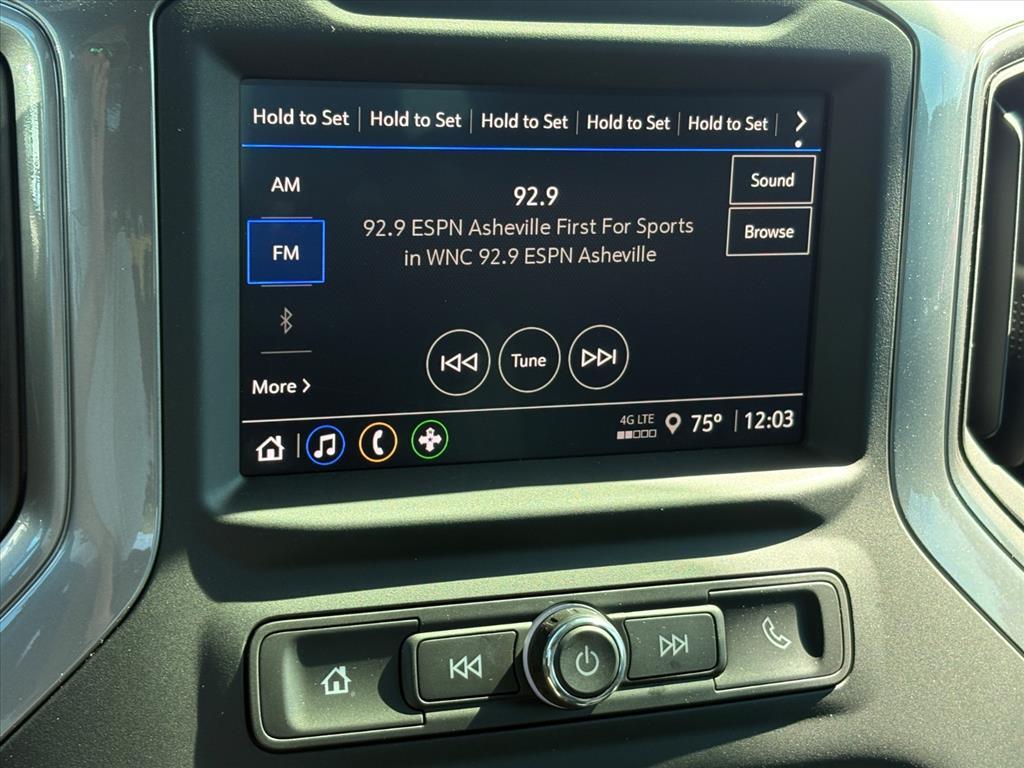 Hold to Set Hold to Set Hold to Set Hold to Set Hold to Set
AM
FM
More
92.9
92.9 ESPN Asheville First For Sports
in WNC 92.9 ESPN Asheville
Sound
Browse
Tune
4G LTE
75° 12:03